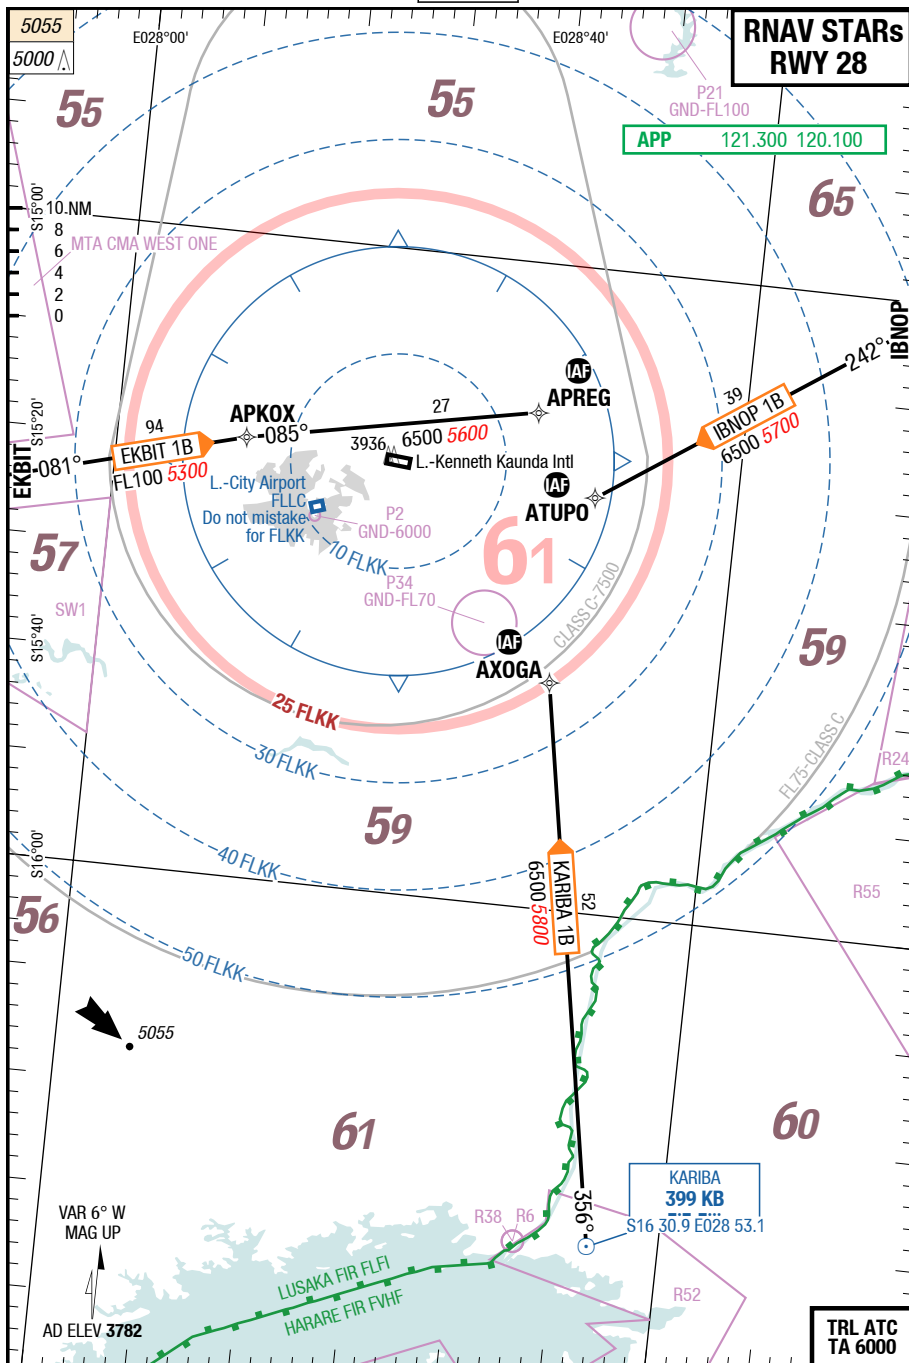 5055
5000
E028°00'
E028°40'
RNAV STARs
RWY 28
P21
GND-FL100
APP 121.300 120.100
55
55
65
S15°00'
10 NM
8
6
4
2
0
MTA CMA WEST ONE
IBNOP
242°
39
IBNOP 1B
6500 5700
IAF
APREG
APKOX
27
085°
6500 5600
3936
L.-Kenneth Kaunda Intl
S15°20'
94
EKBIT
081°
EKBIT 1B
FL100 5300
L.-City Airport
FLLC
Do not mistake
for FLKK
P2
GND-6000
10 FLKK
IAF
ATUPO
61
57
P34
GND-FL70
CLASS C-7500
SW1
S15°40'
IAF
AXOGA
59
25 FLKK
30 FLKK
FL75-CLASS C
R24
59
40 FLKK
S16°00'
56
KARIBA 1B
52
6500 5800
R55
50 FLKK
5055
61
60
KARIBA
399 KB
S16 30.9 E028 53.1
356°
R38
R6
VAR 6° W
MAG UP
LUSAKA FIR FLFI
HARARE FIR FVHF
R52
AD ELEV 3782
TRL ATC
TA 6000